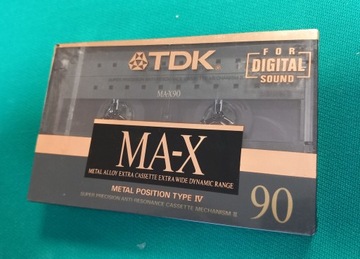 TDK
FOR
DIGITAL
SOUND
MA-X90
MA-X
METAL ALLOY EXTRA CASSETTE EXTRA-WIDE DYNAMIC RANGE
METAL POSITION TYPE IV
SUPER PRECISION ANTI-RESONANCE CASSETTE MECHANISM II
90